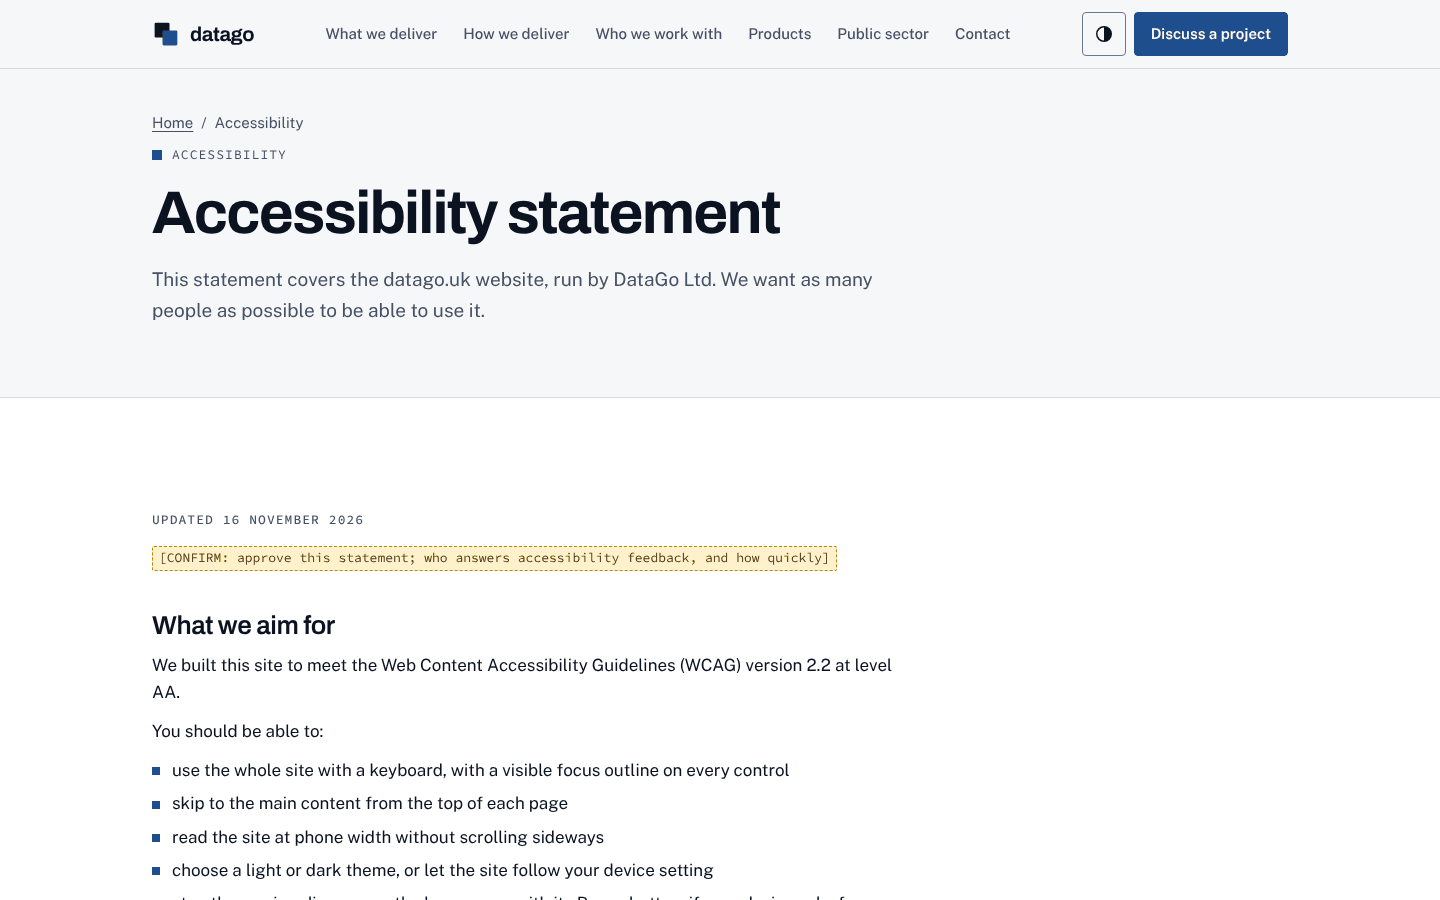 datago
What we deliver
How we deliver
Who we work with
Products
Public sector
Contact
Discuss a project
Home / Accessibility
ACCESSIBILITY
Accessibility statement
This statement covers the datago.uk website, run by DataGo Ltd. We want as many
people as possible to be able to use it.
UPDATED 16 NOVEMBER 2026
[CONFIRM: approve this statement; who answers accessibility feedback, and how quickly]
What we aim for
We built this site to meet the Web Content Accessibility Guidelines (WCAG) version 2.2 at level
AA.
You should be able to:
use the whole site with a keyboard, with a visible focus outline on every control
skip to the main content from the top of each page
read the site at phone width without scrolling sideways
choose a light or dark theme, or let the site follow your device setting